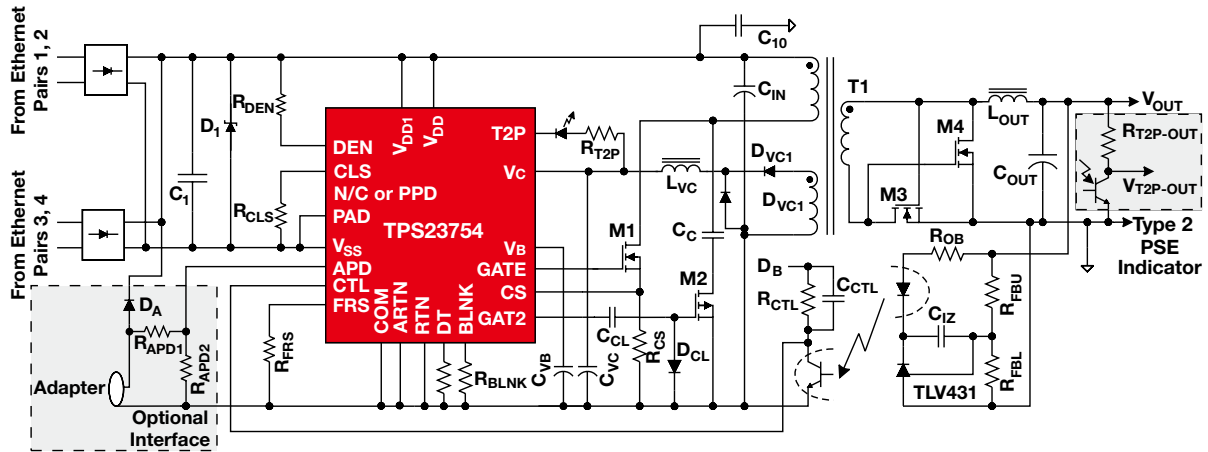 From Ethernet
Pairs 1, 2
From Ethernet
Pairs 3, 4
C10
CIN
T1
RDEN
D1
C1
RCLS
DEN
CLS
N/C or PPD
PAD
VSS
APD
CTL
FRS
VDD1
VDD
T2P
VC
TPS23754
VB
GATE
CS
GAT2
COM
ARTN
RTN
DT
BLNK
RT2P
LVC
DVC1
DVC1
CC
M1
M2
M3
M4
LOUT
COUT
VOUT
RT2P-OUT
VT2P-OUT
Type 2
PSE
Indicator
DA
RAPD1
RAPD2
Adapter
Optional
Interface
RFRS
RBLNK
CVB
CVC
CCL
RCS
DCL
DB
RCTL
CCTL
ROB
CIZ
RFBU
RFBL
TLV431